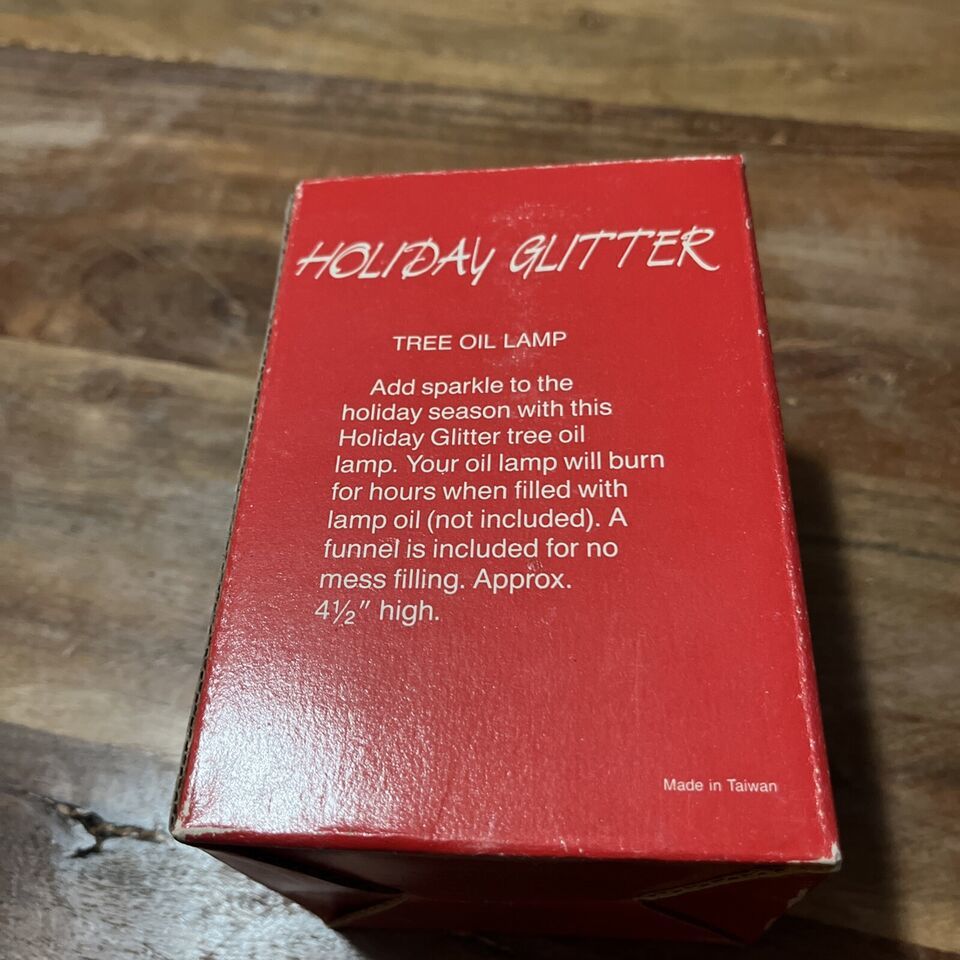 HOLIDAY GLITTER
TREE OIL LAMP
Add sparkle to the
holiday season with this
Holiday Glitter tree oil
lamp. Your oil lamp will burn
for hours when filled with
lamp oil (not included). A
funnel is included for no
mess filling. Approx.
4½" high.
Made in Taiwan